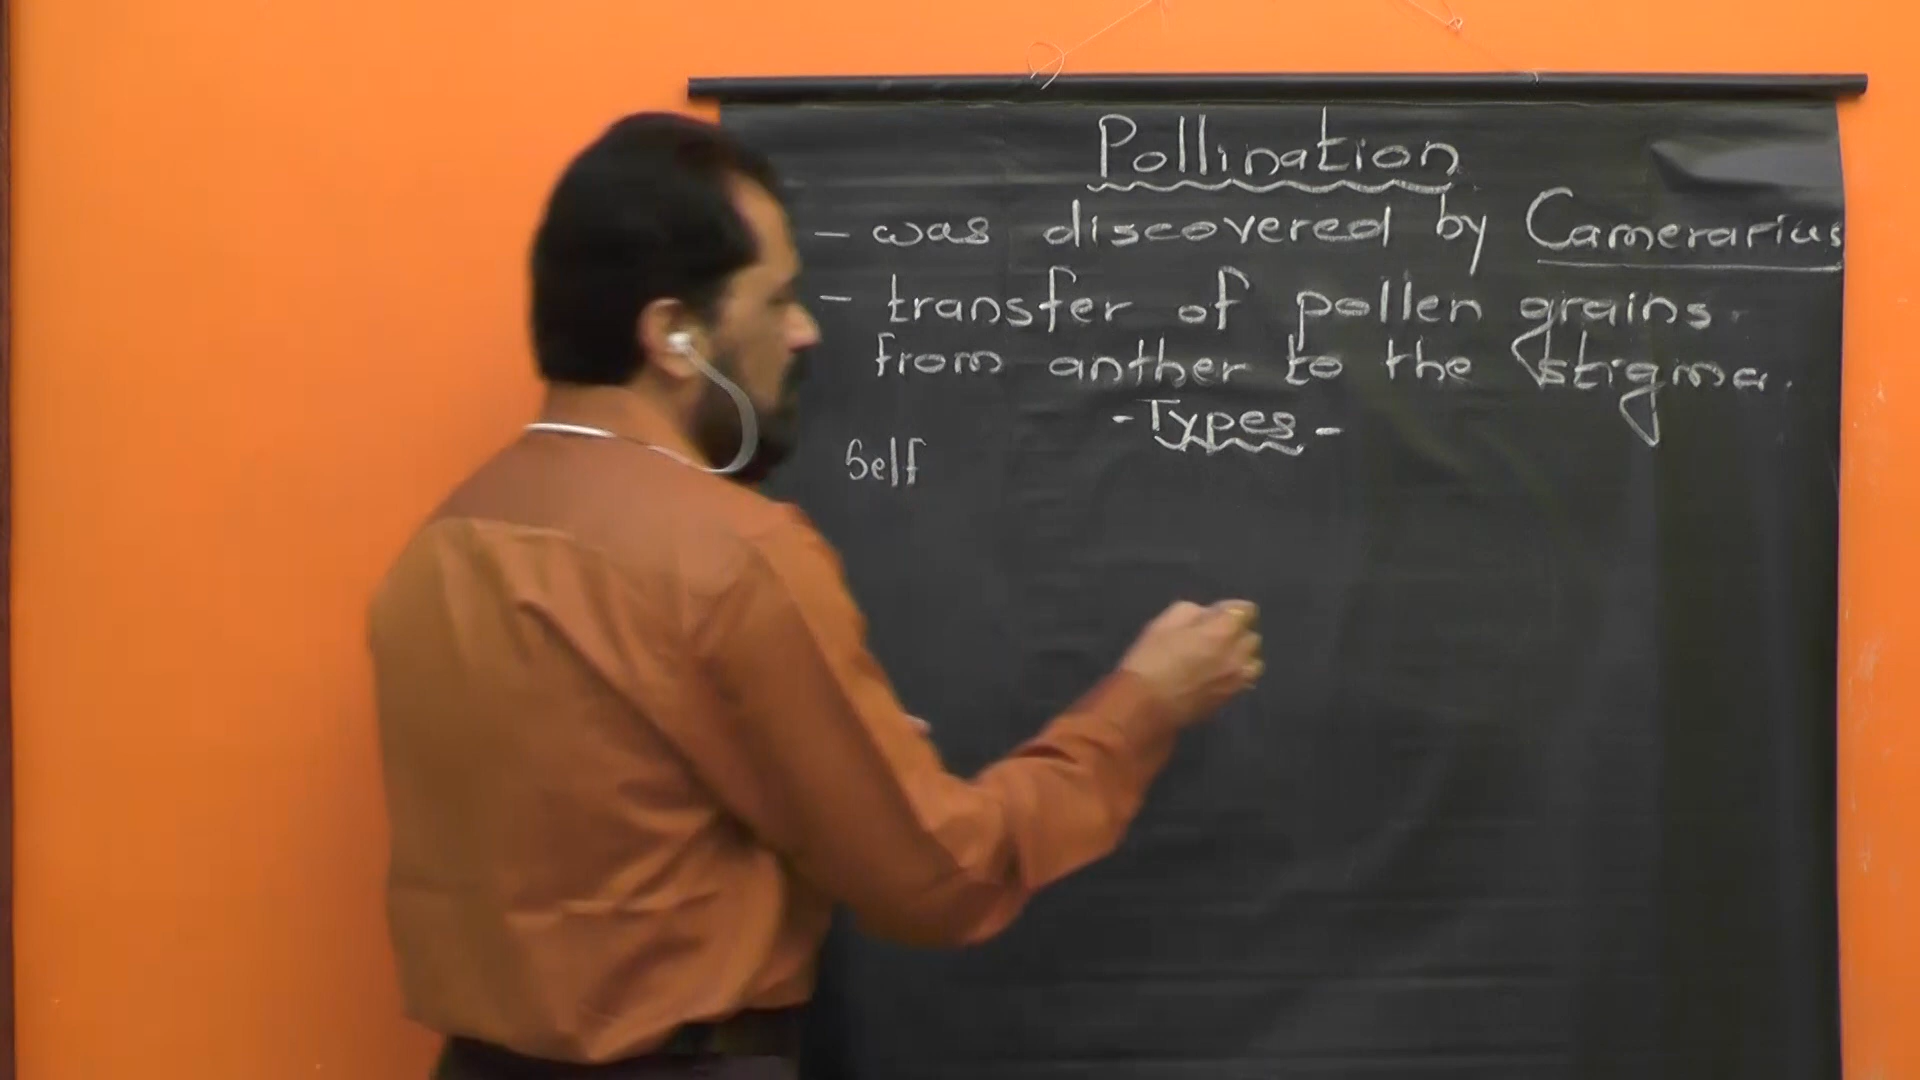 Pollination
- was discovered by Camerarius
- transfer of pollen grains.
from anther to the stigma.
- Types -
Self